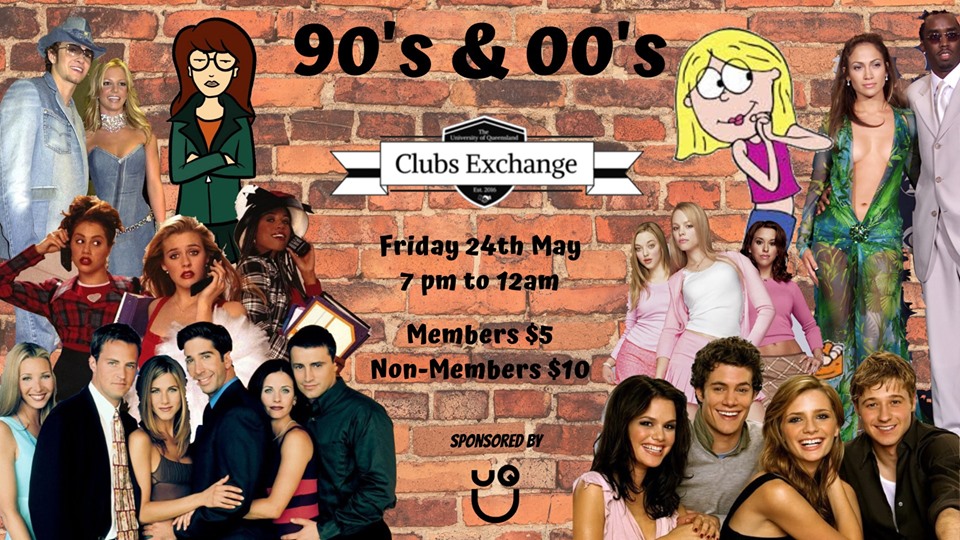 90's & 00's
The
University of Queensland
Clubs Exchange
Est. 2016
Friday 24th May
7 pm to 12am
Members $5
Non-Members $10
SPONSORED BY
UQ
U